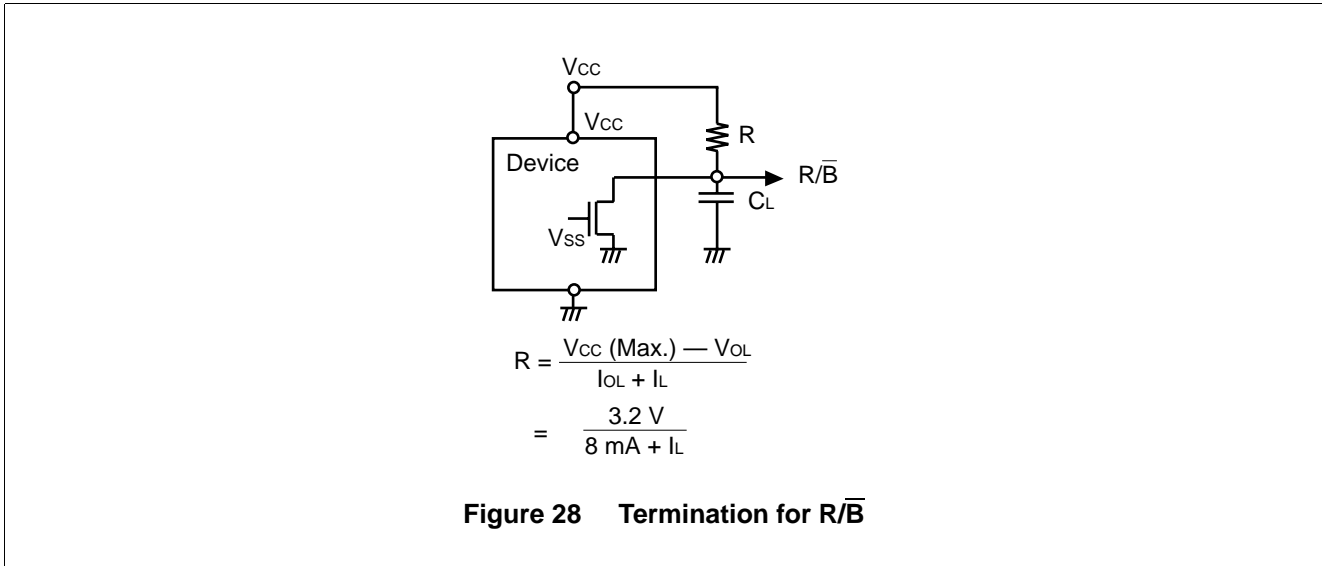 VCC
VCC
R
Device
R/B̅
CL
VSS
R = VCC (Max.) — VOL
IOL + IL
= 3.2 V
8 mA + IL
Figure 28 Termination for R/B̅